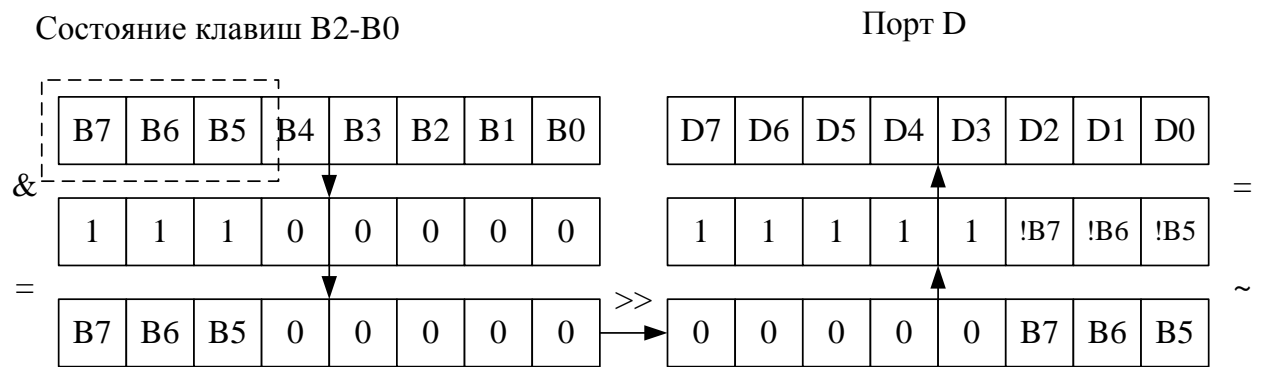 Состояние клавиш B2-B0
Порт D
B7 B6 B5 B4 B3 B2 B1 B0
D7 D6 D5 D4 D3 D2 D1 D0
&
=
1 1 1 0 0 0 0 0
1 1 1 1 1 !B7 !B6 !B5
=
>>
~
B7 B6 B5 0 0 0 0 0
0 0 0 0 0 B7 B6 B5